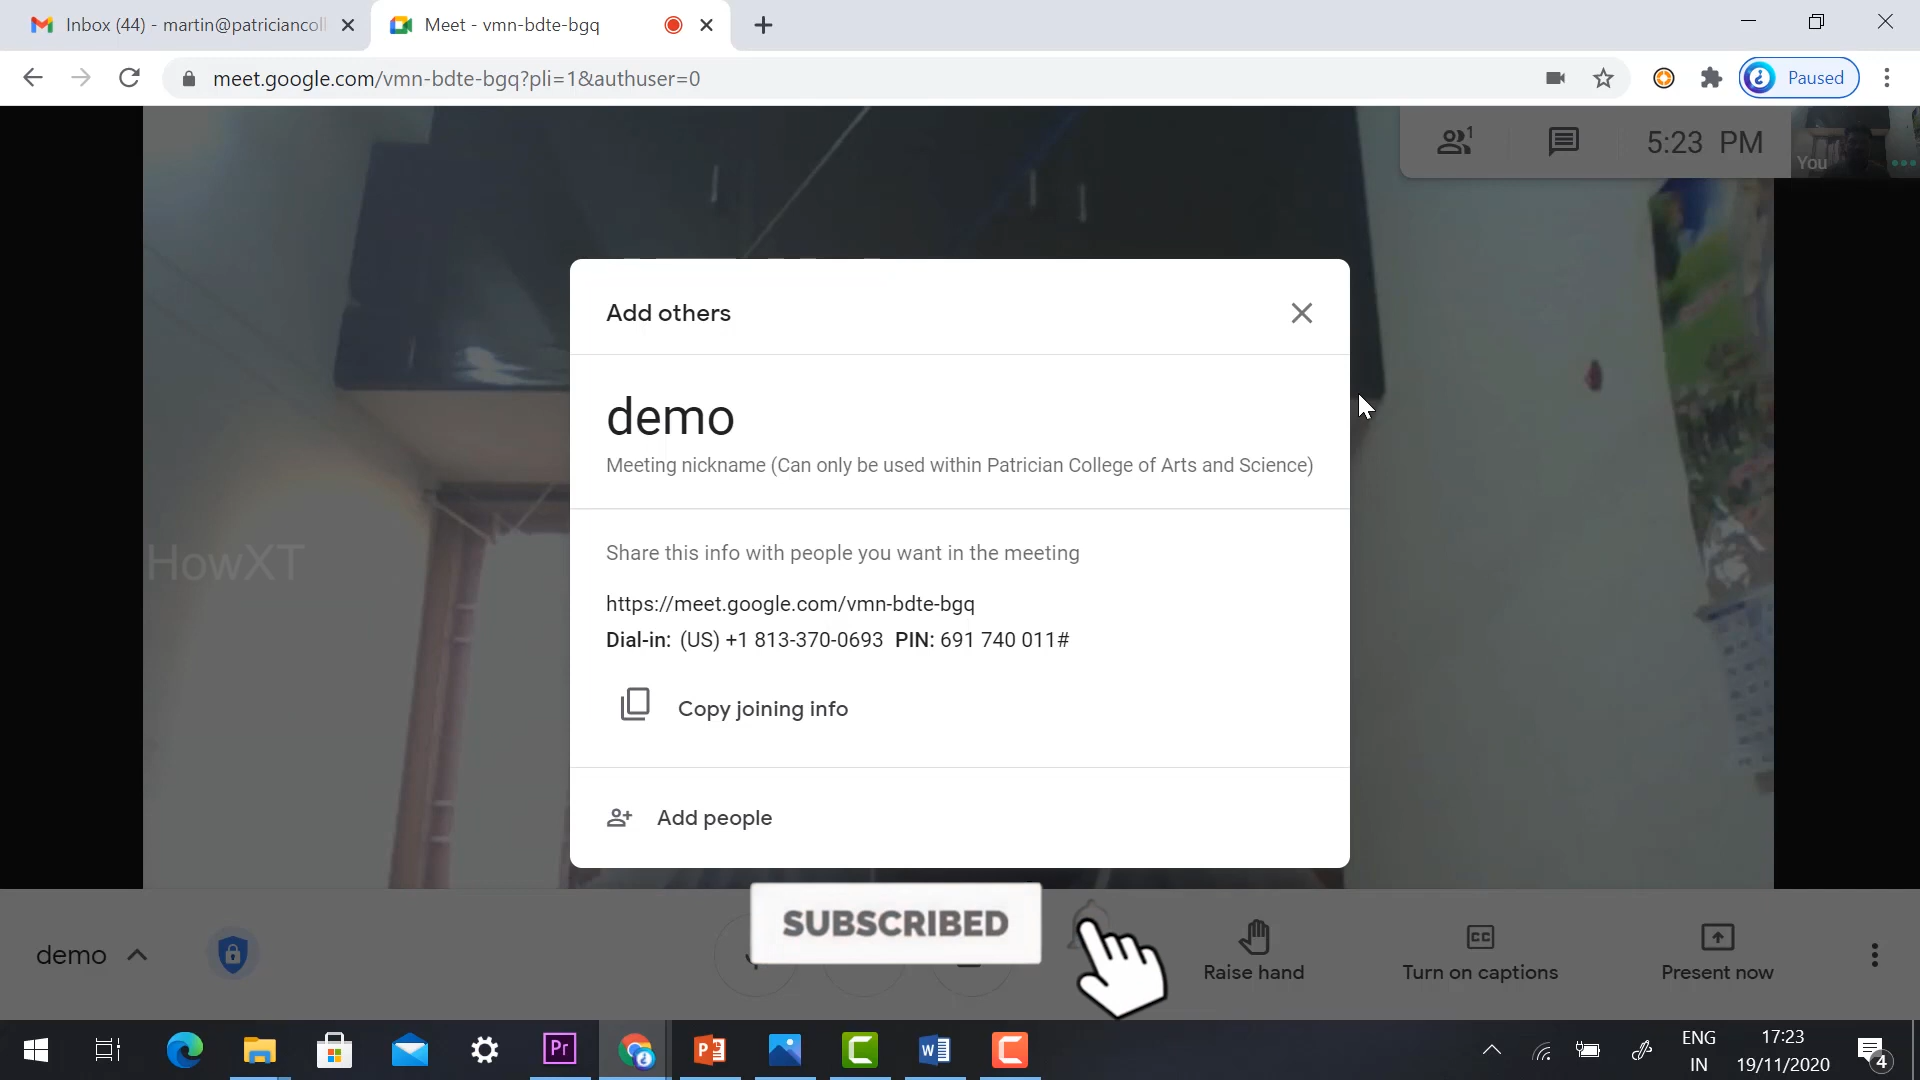 Inbox (44) - martin@patriciancoll
Meet - vmn-bdte-bgq
meet.google.com/vmn-bdte-bgq?pli=1&authuser=0
Paused
1
5:23 PM
You
Add others
demo
Meeting nickname (Can only be used within Patrician College of Arts and Science)
HowXT
Share this info with people you want in the meeting
https://meet.google.com/vmn-bdte-bgq
Dial-in: (US) +1 813-370-0693 PIN: 691 740 011#
Copy joining info
Add people
SUBSCRIBED
demo
CC
Raise hand
Turn on captions
Present now
Pr
ENG
IN
17:23
19/11/2020
4